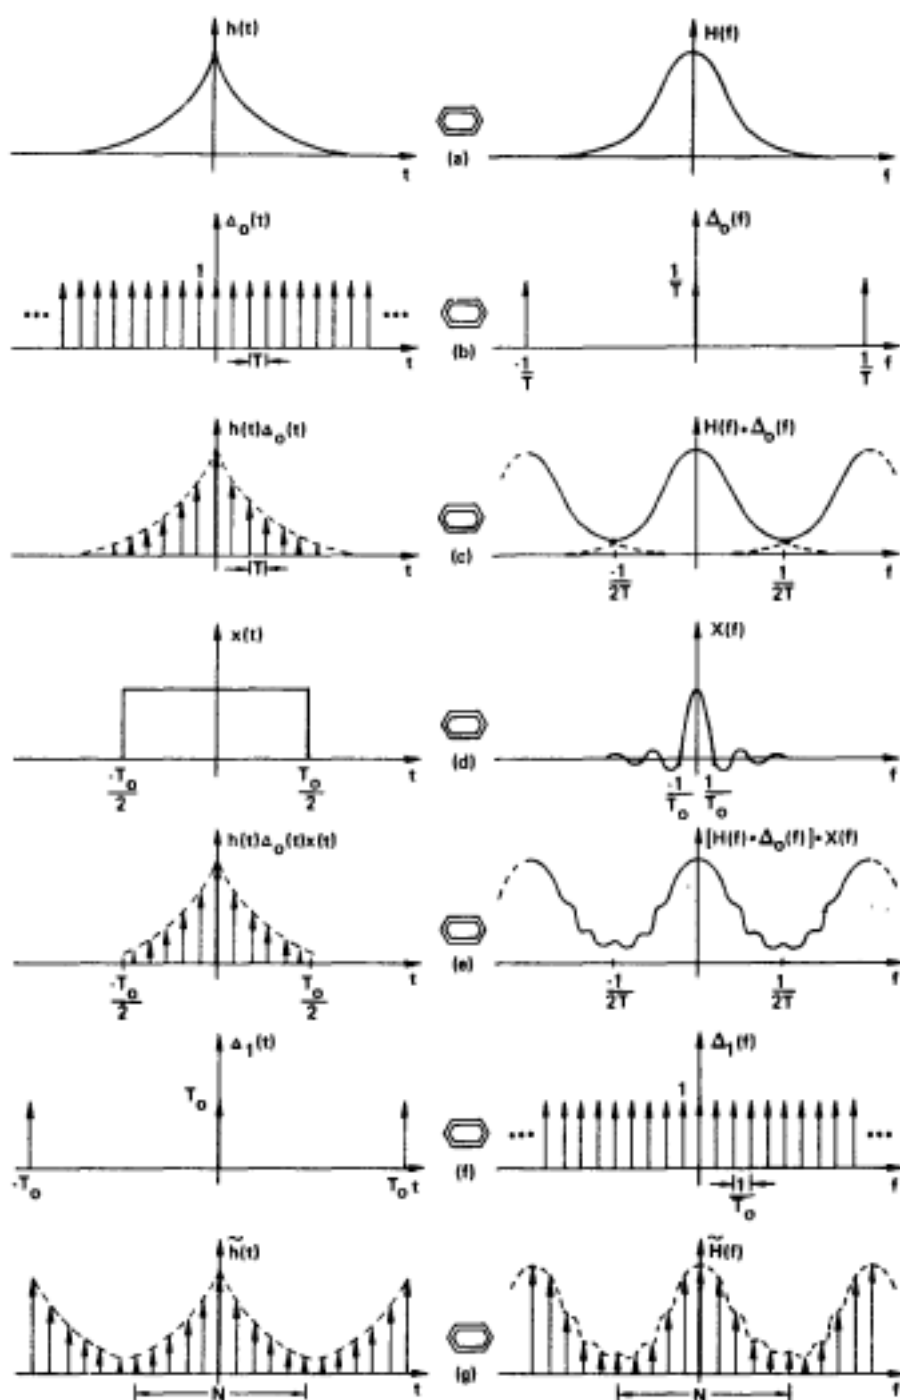 h(t) H(f)
t (a) f
Δ₀(t) Δ₀(f)
1 1/T
... ...
T t (b) -1/T 1/T f
h(t)Δ₀(t) H(f)*Δ₀(f)
T t (c) -1/2T 1/2T f
x(t) X(f)
-T₀/2 T₀/2 t (d) -1/T₀ 1/T₀ f
h(t)Δ₀(t)x(t) [H(f)*Δ₀(f)]*X(f)
-T₀/2 T₀/2 t (e) -1/2T 1/2T f
Δ₁(t) Δ₁(f)
T₀ 1
... ...
-T₀ T₀ t (f) 1/T₀ f
h̃(t) H̃(f)
N t (g) N f